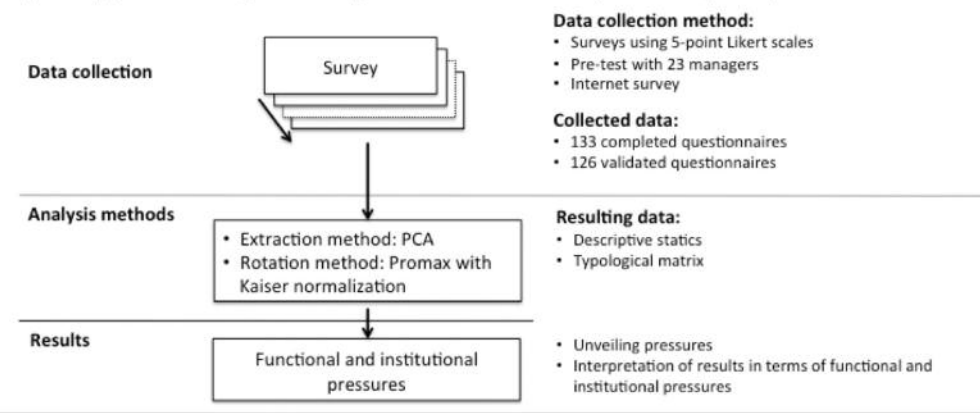 Data collection
Survey
Data collection method:
• Surveys using 5-point Likert scales
• Pre-test with 23 managers
• Internet survey
Collected data:
• 133 completed questionnaires
• 126 validated questionnaires
Analysis methods
• Extraction method: PCA
• Rotation method: Promax with
Kaiser normalization
Resulting data:
• Descriptive statics
• Typological matrix
Results
Functional and institutional
pressures
• Unveiling pressures
• Interpretation of results in terms of functional and
institutional pressures